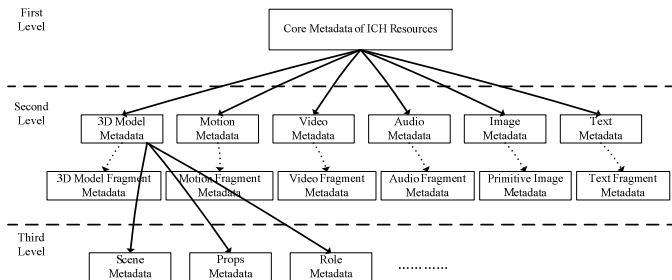 First
Level
Core Metadata of ICH Resources
Second
Level
3D Model
Metadata
Motion
Metadata
Video
Metadata
Audio
Metadata
Image
Metadata
Text
Metadata
3D Model Fragment
Metadata
Motion Fragment
Metadata
Video Fragment
Metadata
Audio Fragment
Metadata
Primitive Image
Metadata
Text Fragment
Metadata
Third
Level
Scene
Metadata
Props
Metadata
Role
Metadata
…………